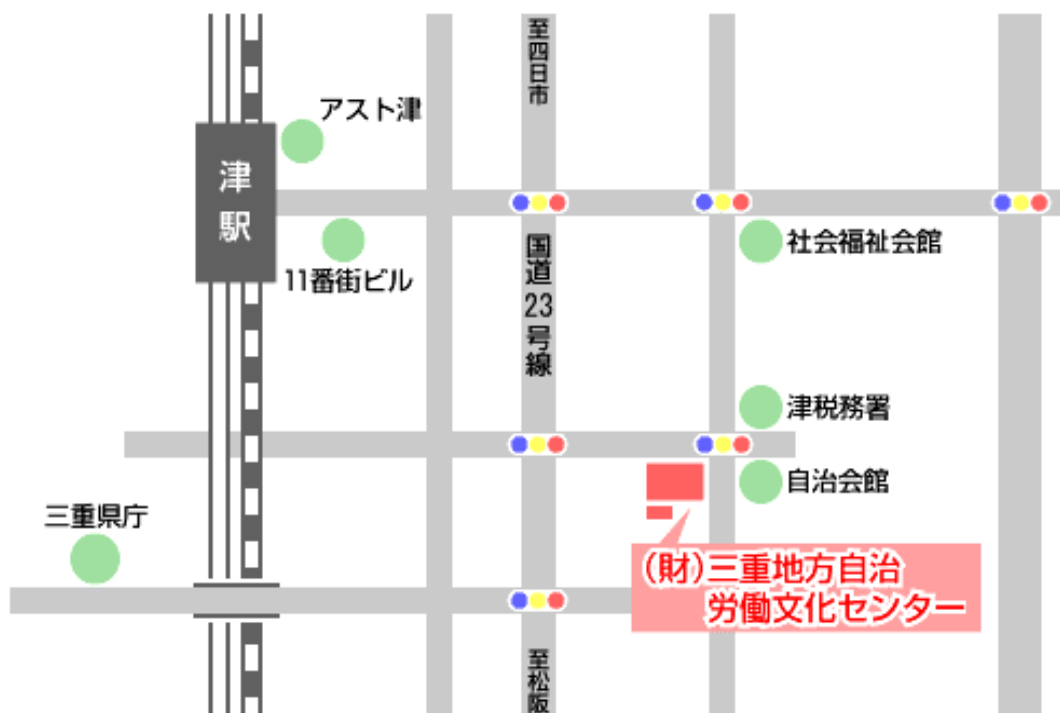 至四日市
アスト津
津駅
国道23号線
社会福祉会館
11番街ビル
津税務署
自治会館
三重県庁
(財)三重地方自治
労働文化センター
至松阪